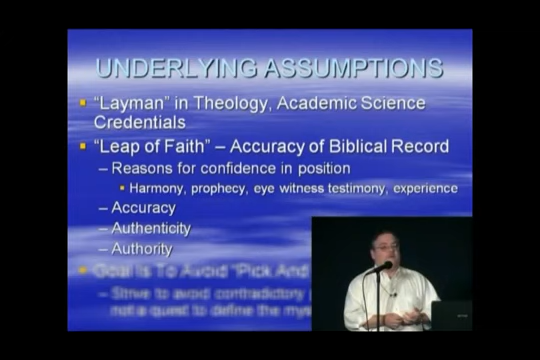 UNDERLYING ASSUMPTIONS
"Layman" in Theology, Academic Science
Credentials
"Leap of Faith" – Accuracy of Biblical Record
– Reasons for confidence in position
Harmony, prophecy, eye witness testimony, experience
– Accuracy
– Authenticity
– Authority
Goal Is To Avoid "Pick And
– Strive to avoid contradictory
not a quest to define the